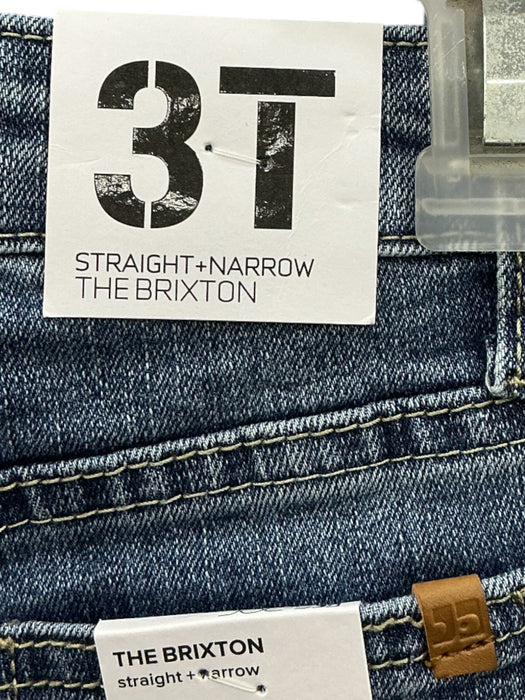 3T
STRAIGHT+NARROW
THE BRIXTON
THE BRIXTON
straight + narrow